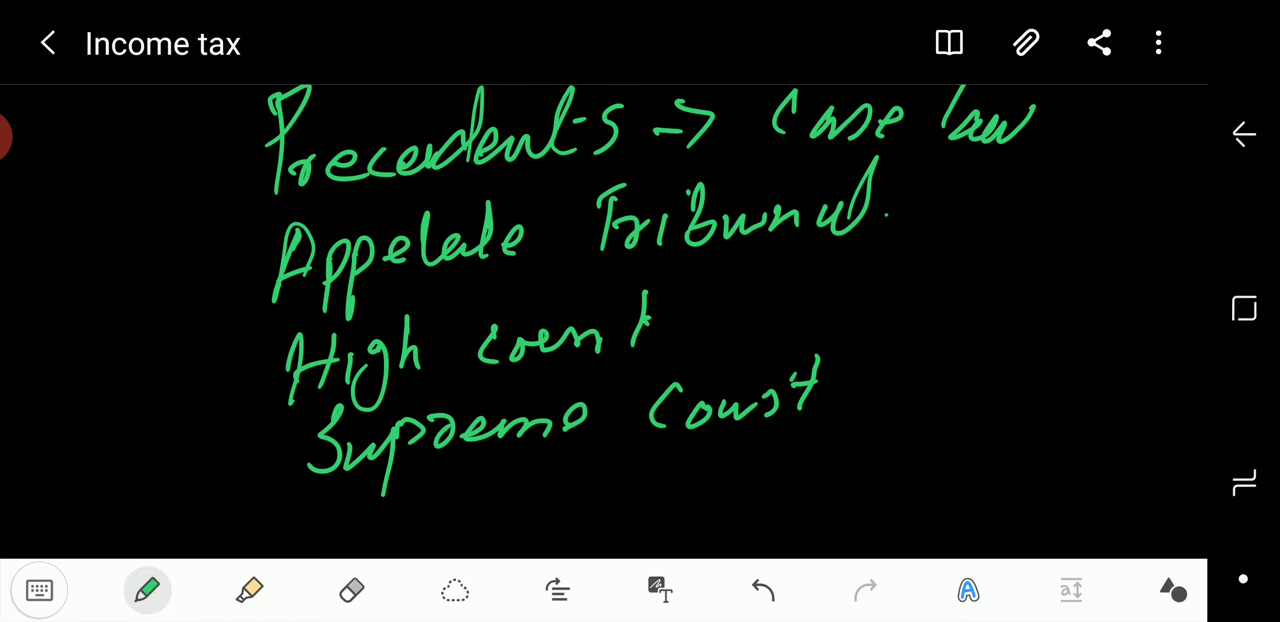 Income tax
Precedents → Case law
Appelate Tribunal.
High court
Supreme Court